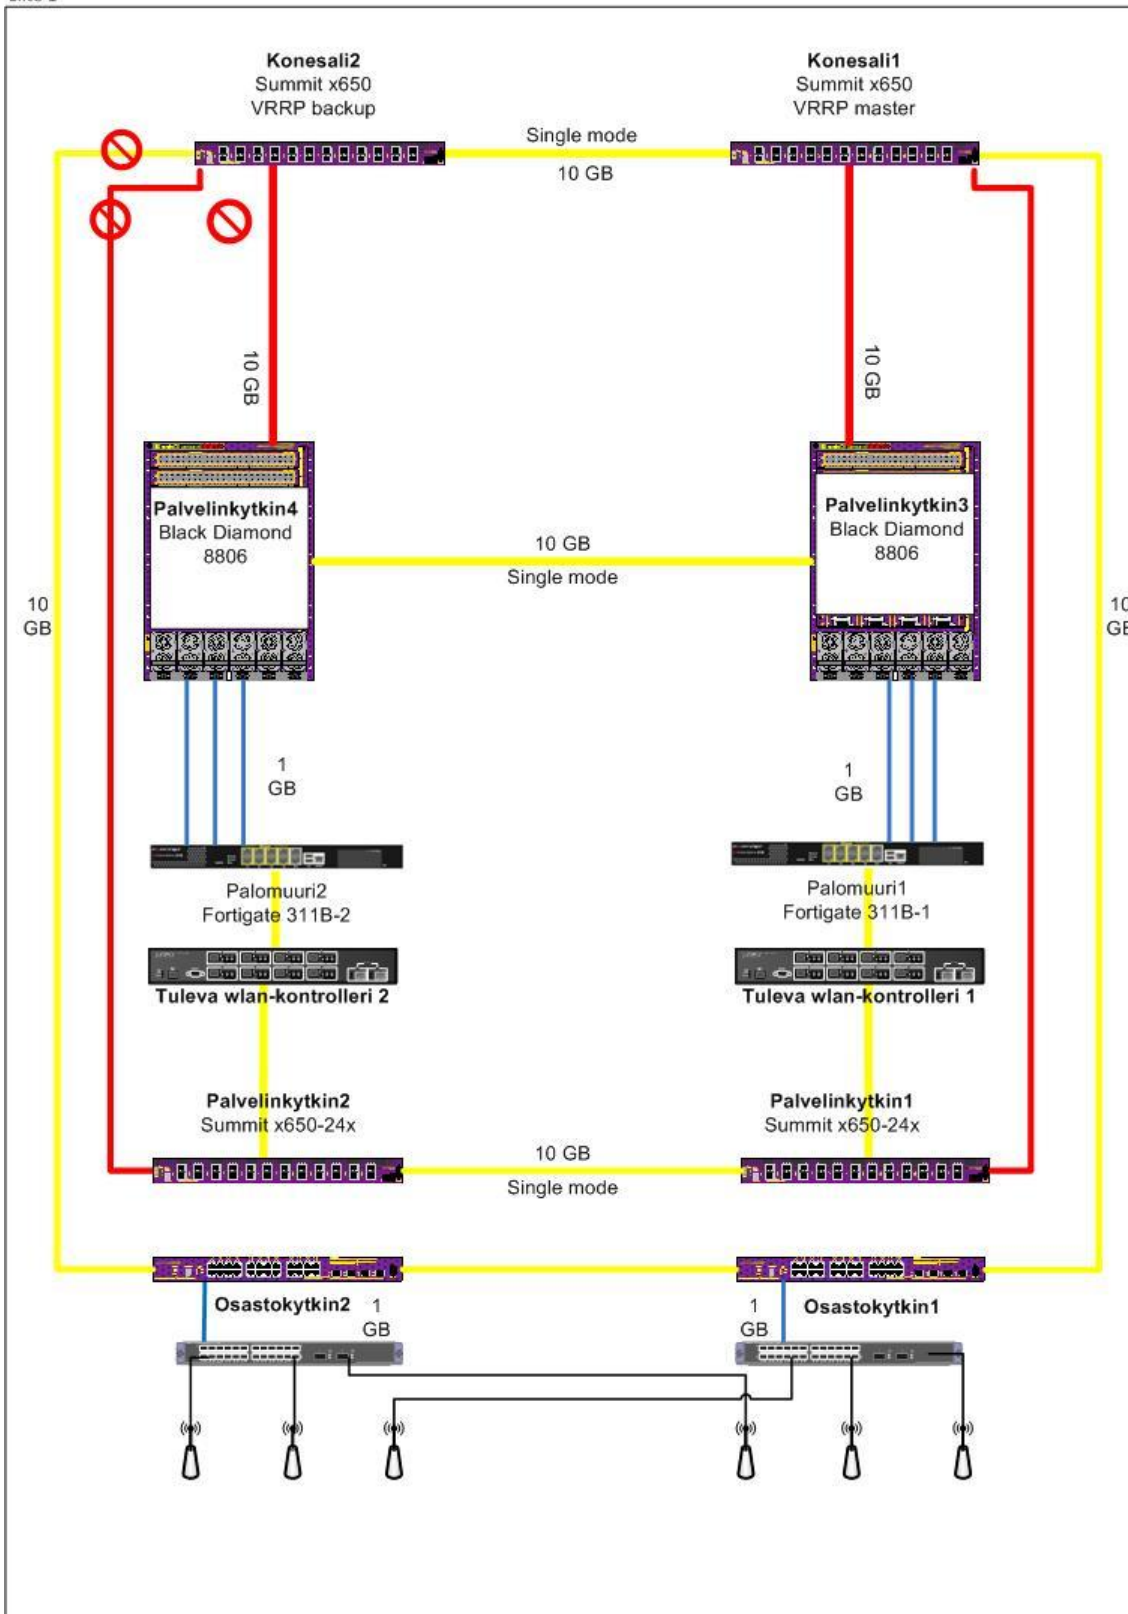 Konesali2
Summit x650
VRRP backup
Konesali1
Summit x650
VRRP master
Single mode
10 GB
10 GB
10 GB
Palvelinkytkin4
Black Diamond
8806
Palvelinkytkin3
Black Diamond
8806
10 GB
Single mode
10
GB
10
GB
1
GB
1
GB
Palomuuri2
Fortigate 311B-2
Palomuuri1
Fortigate 311B-1
Tuleva wlan-kontrolleri 2
Tuleva wlan-kontrolleri 1
Palvelinkytkin2
Summit x650-24x
Palvelinkytkin1
Summit x650-24x
10 GB
Single mode
Osastokytkin2
1
GB
1
GB
Osastokytkin1